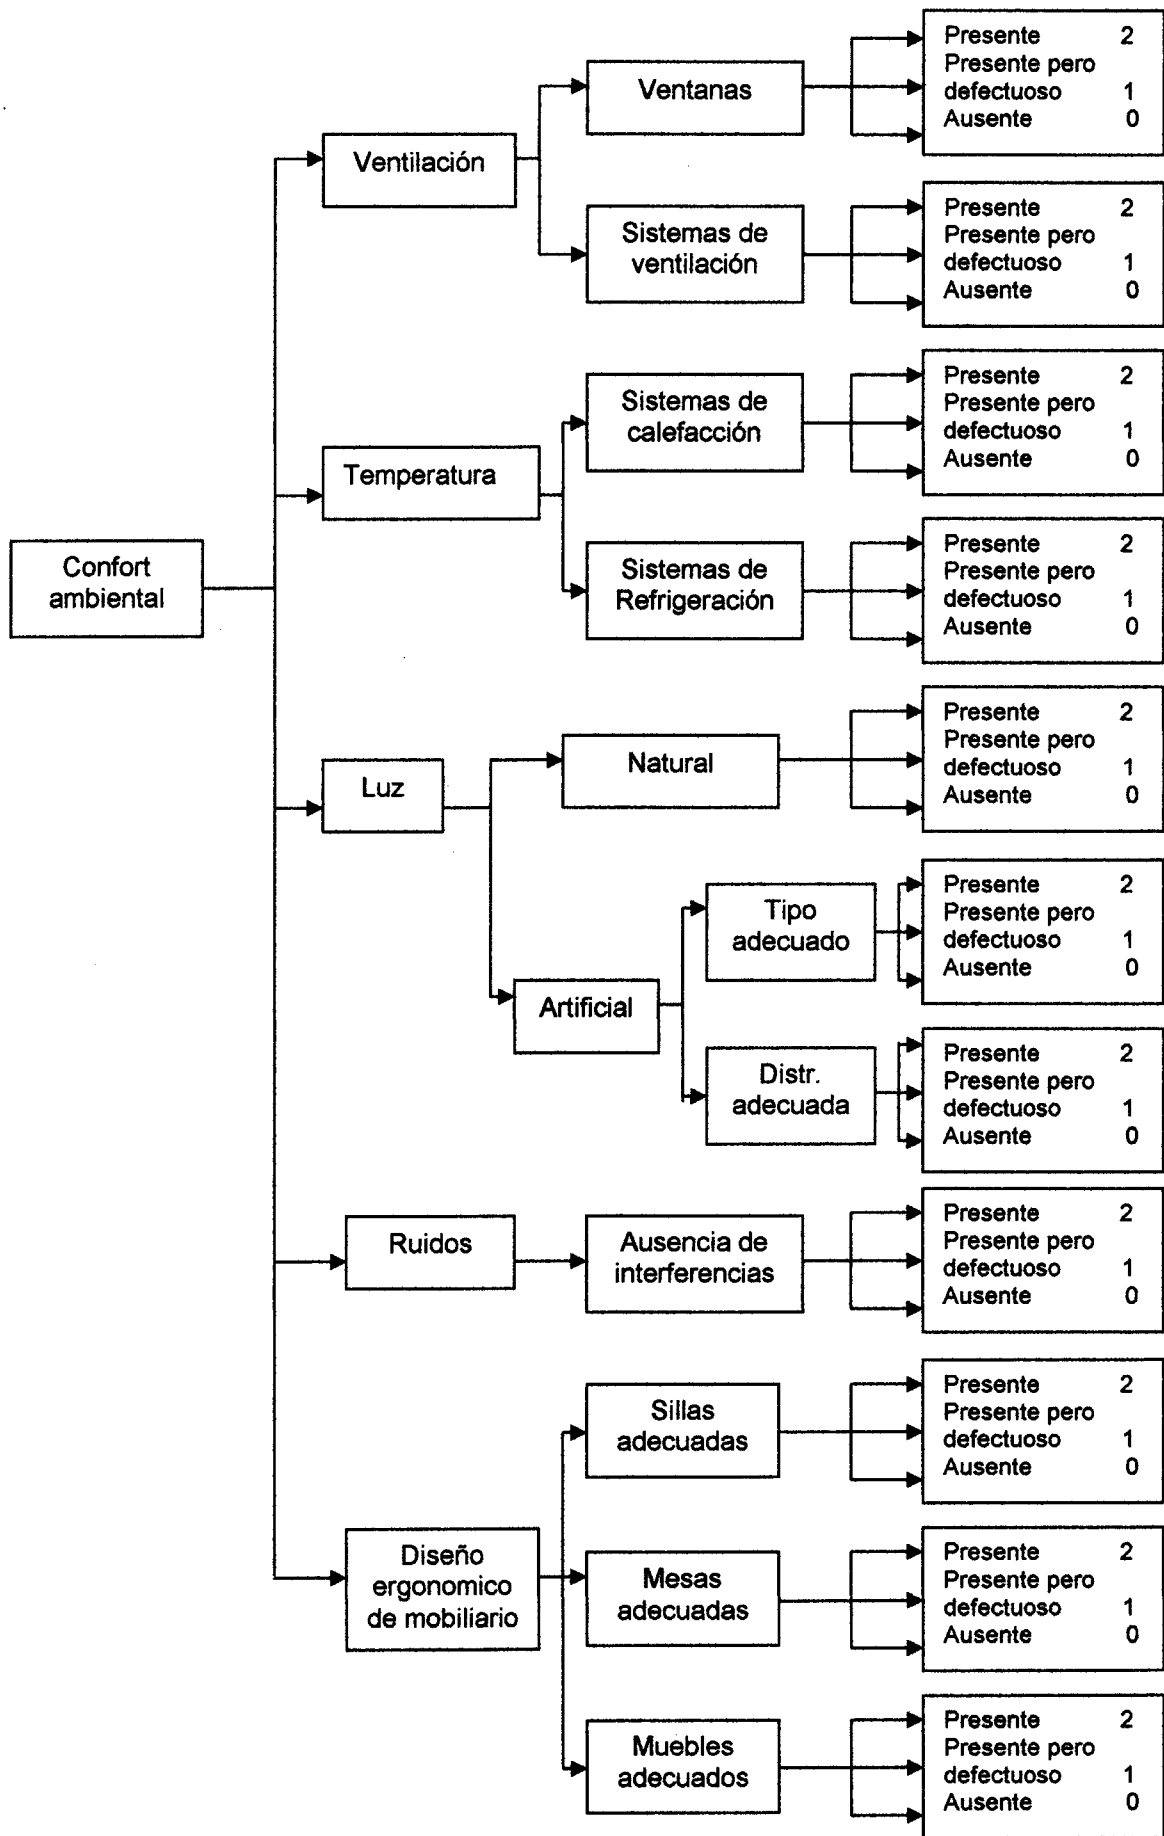 Confort
ambiental
Ventilación
Ventanas
Presente 2
Presente pero
defectuoso 1
Ausente 0
Sistemas de
ventilación
Presente 2
Presente pero
defectuoso 1
Ausente 0
Temperatura
Sistemas de
calefacción
Presente 2
Presente pero
defectuoso 1
Ausente 0
Sistemas de
Refrigeración
Presente 2
Presente pero
defectuoso 1
Ausente 0
Luz
Natural
Presente 2
Presente pero
defectuoso 1
Ausente 0
Artificial
Tipo
adecuado
Presente 2
Presente pero
defectuoso 1
Ausente 0
Distr.
adecuada
Presente 2
Presente pero
defectuoso 1
Ausente 0
Ruidos
Ausencia de
interferencias
Presente 2
Presente pero
defectuoso 1
Ausente 0
Diseño
ergonomico
de mobiliario
Sillas
adecuadas
Presente 2
Presente pero
defectuoso 1
Ausente 0
Mesas
adecuadas
Presente 2
Presente pero
defectuoso 1
Ausente 0
Muebles
adecuados
Presente 2
Presente pero
defectuoso 1
Ausente 0